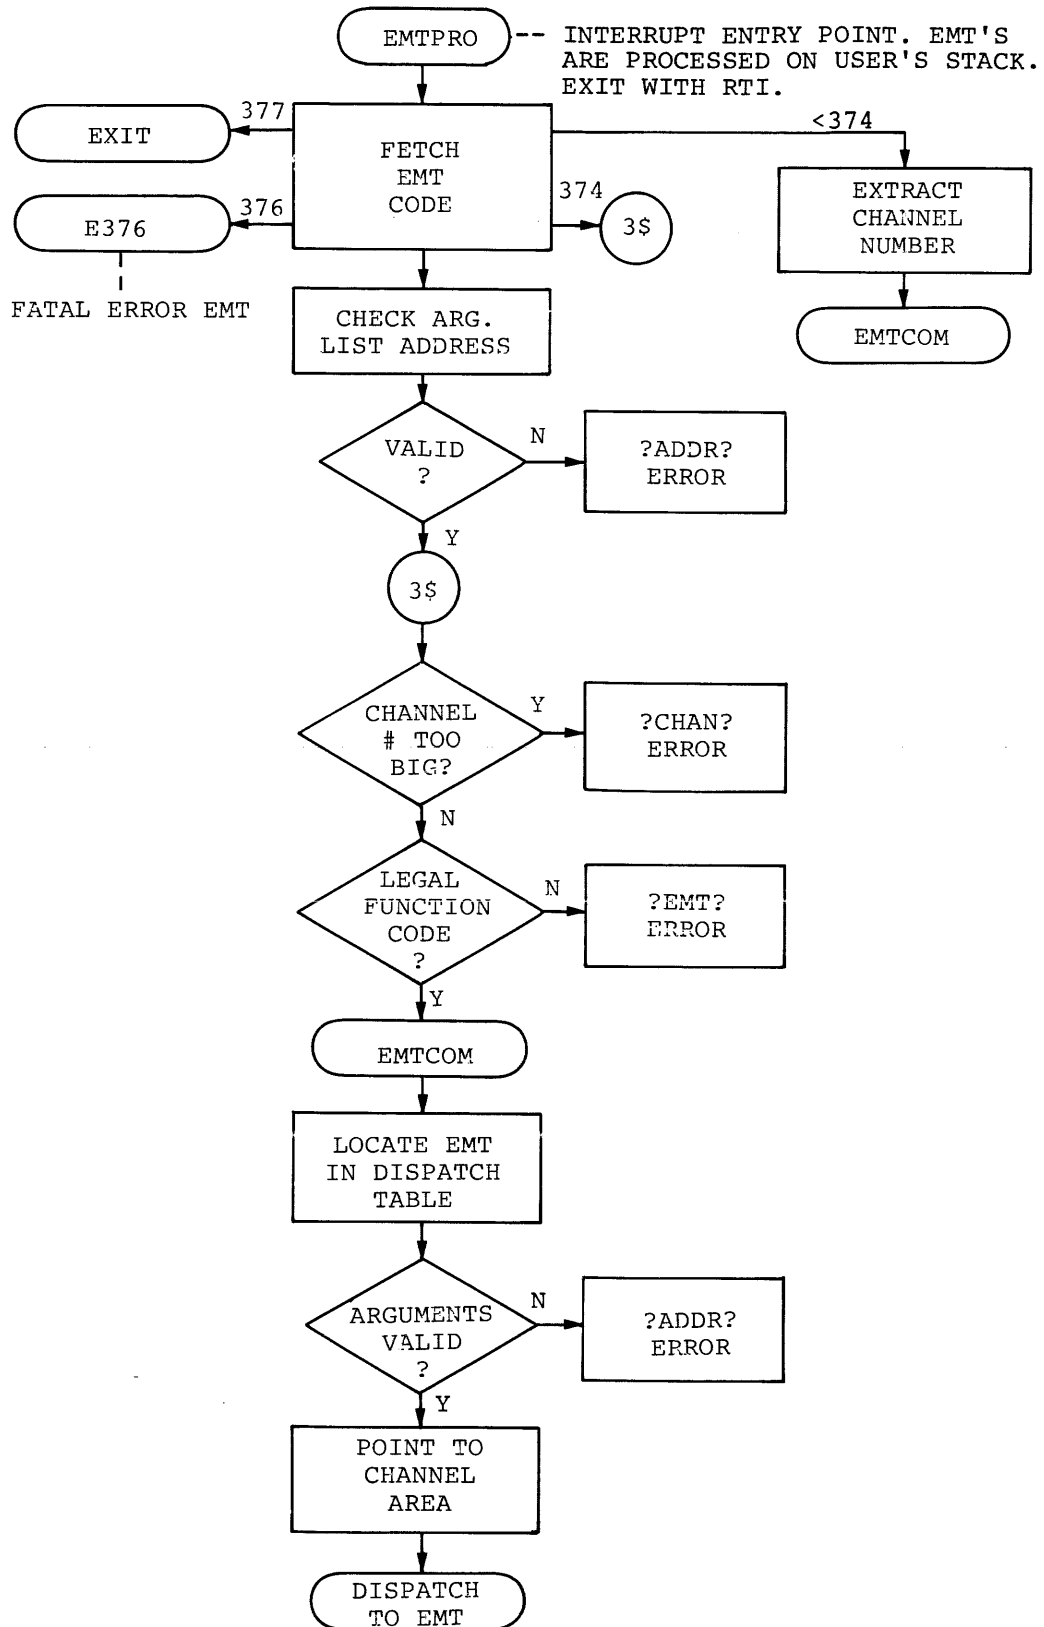 EMTPRO
INTERRUPT ENTRY POINT. EMT'S
ARE PROCESSED ON USER'S STACK.
EXIT WITH RTI.
377
EXIT
FETCH
EMT
CODE
<374
376
E376
374
3$
EXTRACT
CHANNEL
NUMBER
FATAL ERROR EMT
CHECK ARG.
LIST ADDRESS
EMTCOM
VALID
?
N
?ADDR?
ERROR
Y
3$
CHANNEL
# TOO
BIG?
Y
?CHAN?
ERROR
N
LEGAL
FUNCTION
CODE
?
N
?EMT?
ERROR
Y
EMTCOM
LOCATE EMT
IN DISPATCH
TABLE
ARGUMENTS
VALID
?
N
?ADDR?
ERROR
Y
POINT TO
CHANNEL
AREA
DISPATCH
TO EMT